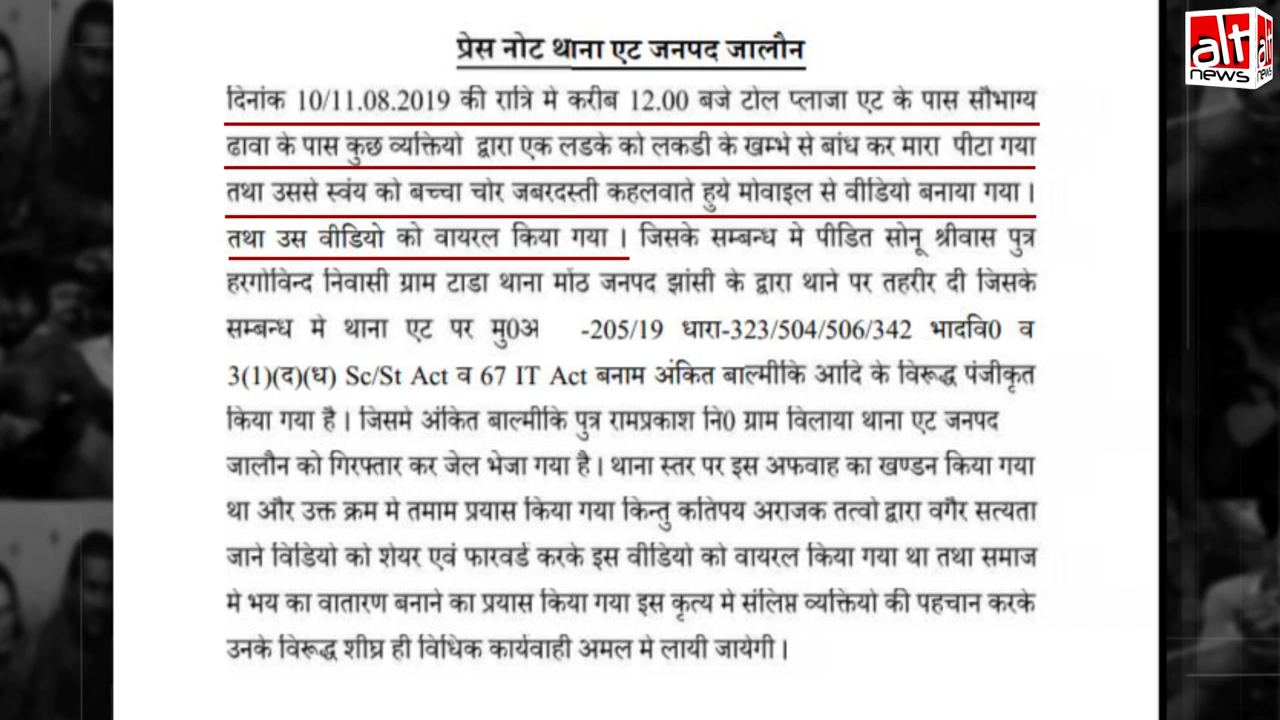 प्रेस नोट थाना एट जनपद जालौन
दिनांक 10/11.08.2019 की रात्रि मे करीब 12.00 बजे टोल प्लाजा एट के पास सौभाग्य
ढावा के पास कुछ व्यक्तियो द्वारा एक लडके को लकडी के खम्भे से बांध कर मारा पीटा गया
तथा उससे स्वंय को बच्चा चोर जबरदस्ती कहलवाते हुये मोवाइल से वीडियो बनाया गया ।
तथा उस वीडियो को वायरल किया गया । जिसके सम्बन्ध मे पीडित सोनू श्रीवास पुत्र
हरगोविन्द निवासी ग्राम टाडा थाना मोंठ जनपद झांसी के द्वारा थाने पर तहरीर दी जिसके
सम्बन्ध मे थाना एट पर मु0अ -205/19 धारा-323/504/506/342 भादवि0 व
3(1)(द)(ध) Sc/St Act व 67 IT Act बनाम अंकित बाल्मीकि आदि के विरूद्ध पंजीकृत
किया गया है । जिसमे अंकित बाल्मीकि पुत्र रामप्रकाश नि0 ग्राम विलाया थाना एट जनपद
जालौन को गिरफ्तार कर जेल भेजा गया है । थाना स्तर पर इस अफवाह का खण्डन किया गया
था और उक्त क्रम मे तमाम प्रयास किया गया किन्तु कतिपय अराजक तत्वो द्वारा वगैर सत्यता
जाने विडियो को शेयर एवं फारवर्ड करके इस वीडियो को वायरल किया गया था तथा समाज
मे भय का वातारण बनाने का प्रयास किया गया इस कृत्य मे संलिप्त व्यक्तियो की पहचान करके
उनके विरूद्ध शीघ्र ही विधिक कार्यवाही अमल मे लायी जायेगी ।
alt news
alt news